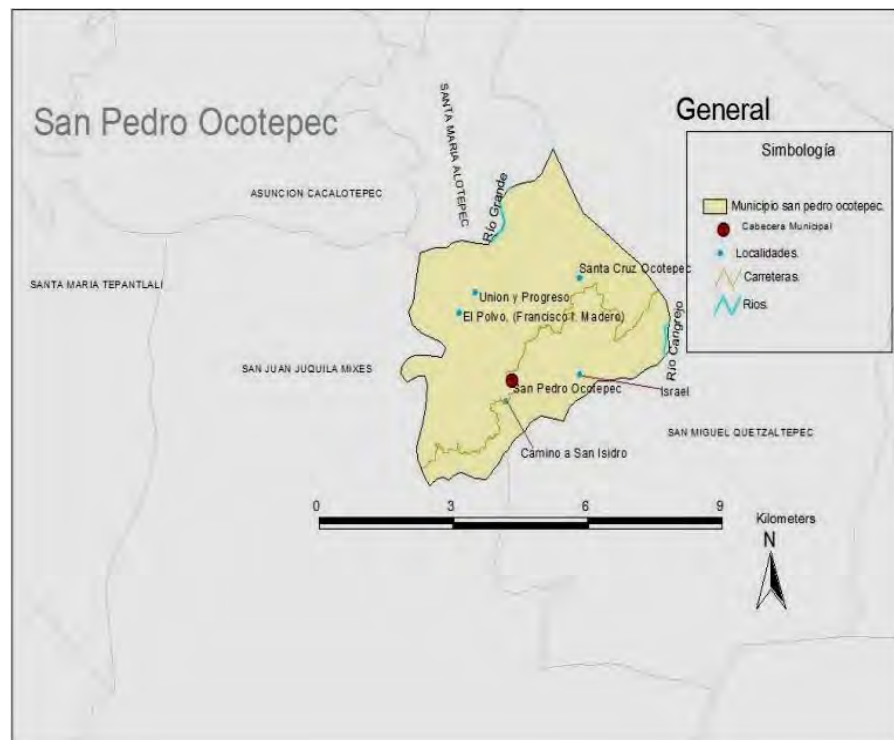 San Pedro Ocotepec
General
Simbología
Municipio san pedro ocotepec.
Cabecera Municipal
Localidades.
Carreteras.
Rios.
SANTA MARIA ALOTEPEC
ASUNCION CACALOTEPEC
Río Grande
Santa Cruz Ocotepec
SANTA MARIA TEPANTLALI
Union y Progreso
El Polvo. (Francisco I. Madero)
Río Cangrejo
SAN JUAN JUQUILA MIXES
San Pedro Ocotepec
Israel
SAN MIGUEL QUETZALTEPEC
Camino a San Isidro
0 3 6 9
Kilometers
N